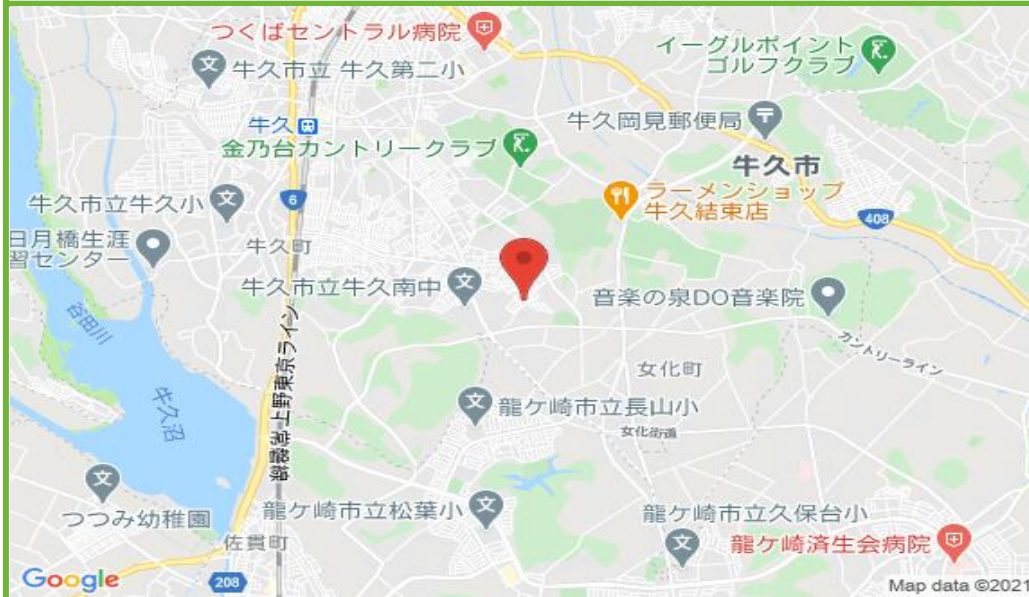 つくばセントラル病院
イーグルポイント
ゴルフクラブ
牛久市立 牛久第二小
牛久
牛久岡見郵便局
金乃台カントリークラブ
牛久市
ラーメンショップ
牛久結束店
6
牛久市立牛久小
408
日月橋生涯
習センター
牛久町
牛久市立牛久南中
音楽の泉DO音楽院
谷田川
カントリーライン
上野東京ライン
女化町
牛久沼
龍ケ崎市立長山小
女化街道
つつみ幼稚園
龍ケ崎市立松葉小
龍ケ崎市立久保台小
佐貫町
龍ケ崎済生会病院
Google
208
Map data ©2021